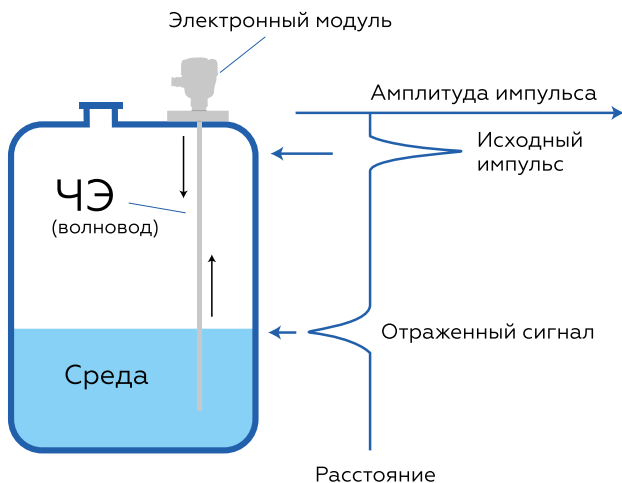 Электронный модуль
Амплитуда импульса
Исходный
импульс
ЧЭ
(волновод)
Отраженный сигнал
Среда
Расстояние